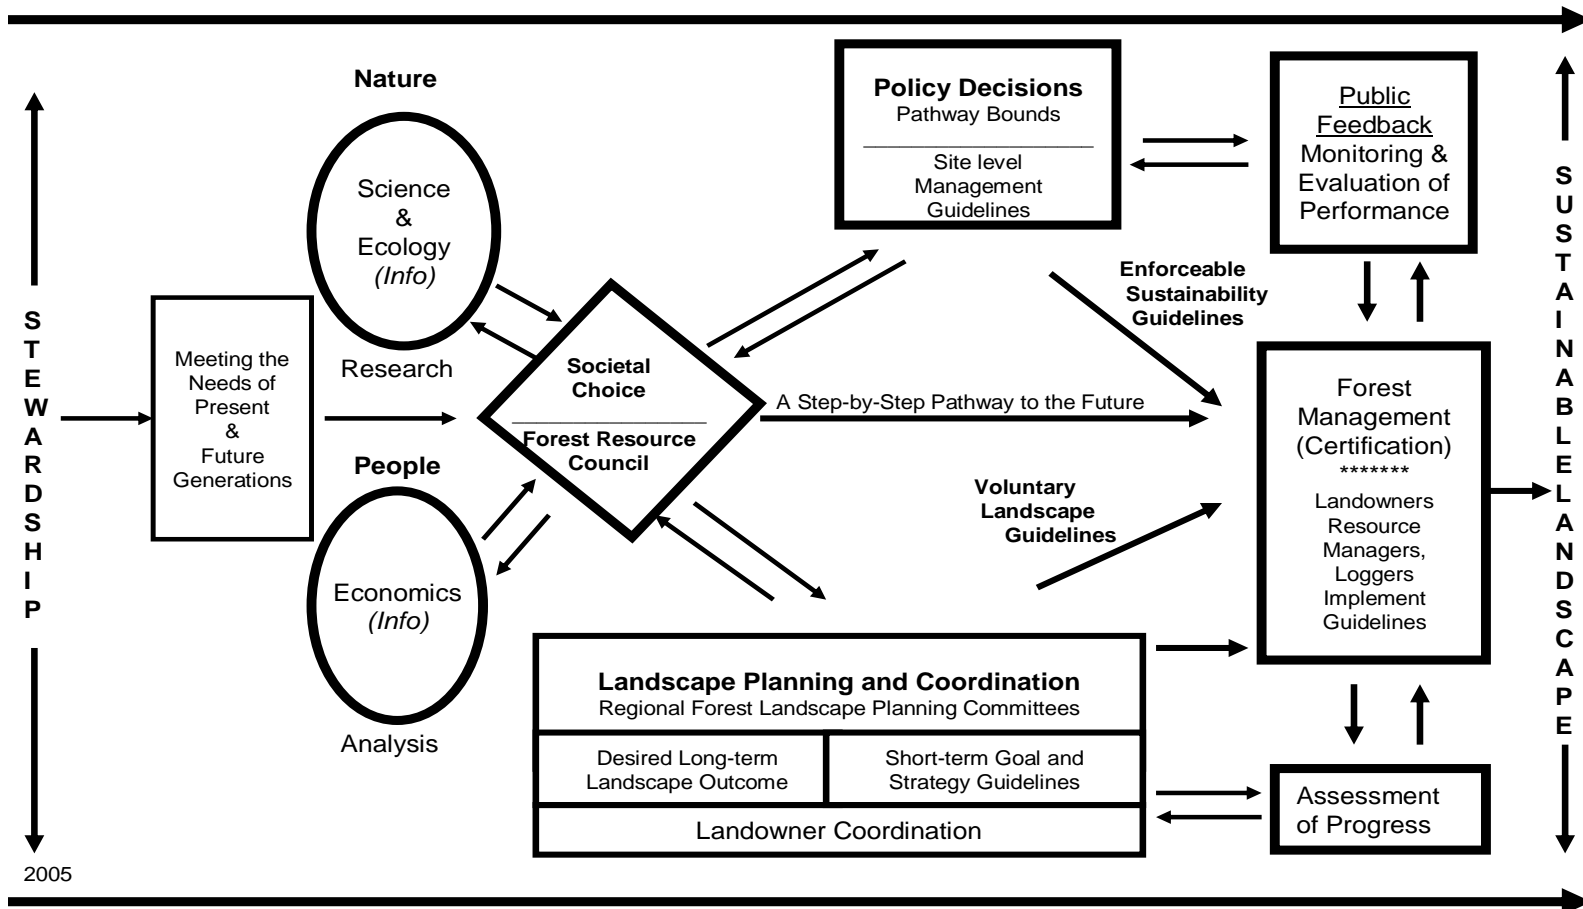 STEWARDSHIP
Meeting the
Needs of
Present
&
Future
Generations
Nature
Science
&
Ecology
(Info)
Research
People
Economics
(Info)
Analysis
Societal
Choice
Forest Resource
Council
Policy Decisions
Pathway Bounds
Site level
Management
Guidelines
Public
Feedback
Monitoring &
Evaluation of
Performance
Enforceable
Sustainability
Guidelines
A Step-by-Step Pathway to the Future
Voluntary
Landscape
Guidelines
Forest
Management
(Certification)
*******
Landowners
Resource
Managers,
Loggers
Implement
Guidelines
Landscape Planning and Coordination
Regional Forest Landscape Planning Committees
Desired Long-term
Landscape Outcome
Short-term Goal and
Strategy Guidelines
Landowner Coordination
Assessment
of Progress
SUSTAINABLELANDSCAPE
2005